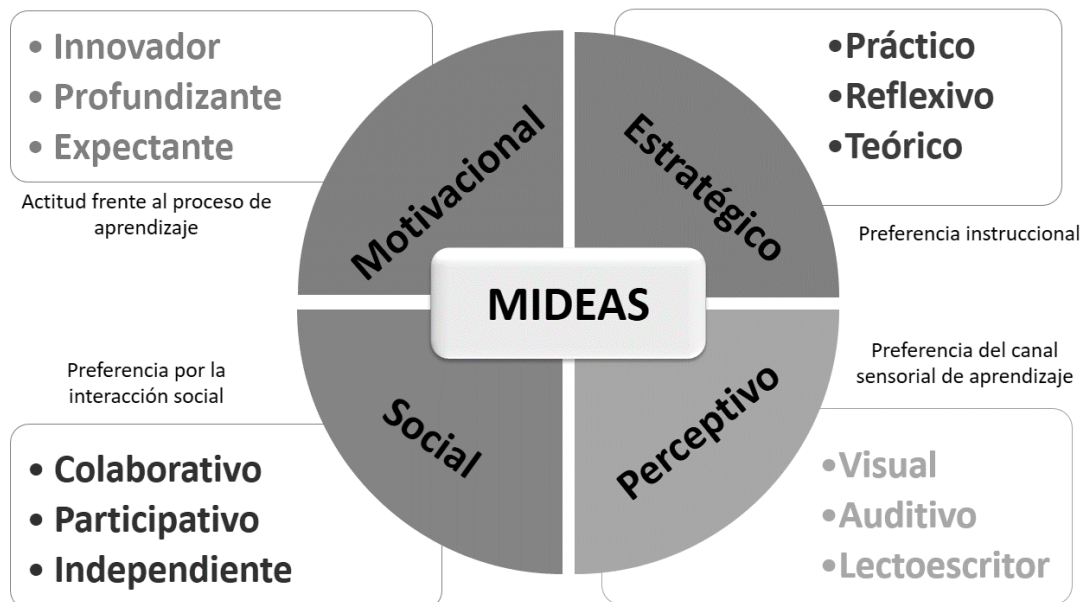 • Innovador
• Profundizante
• Expectante
Actitud frente al proceso de
aprendizaje
Motivacional
Estratégico
•Práctico
•Reflexivo
•Teórico
Preferencia instruccional
MIDEAS
Preferencia por la
interacción social
• Colaborativo
• Participativo
• Independiente
Social
Perceptivo
Preferencia del canal
sensorial de aprendizaje
•Visual
•Auditivo
•Lectoescritor